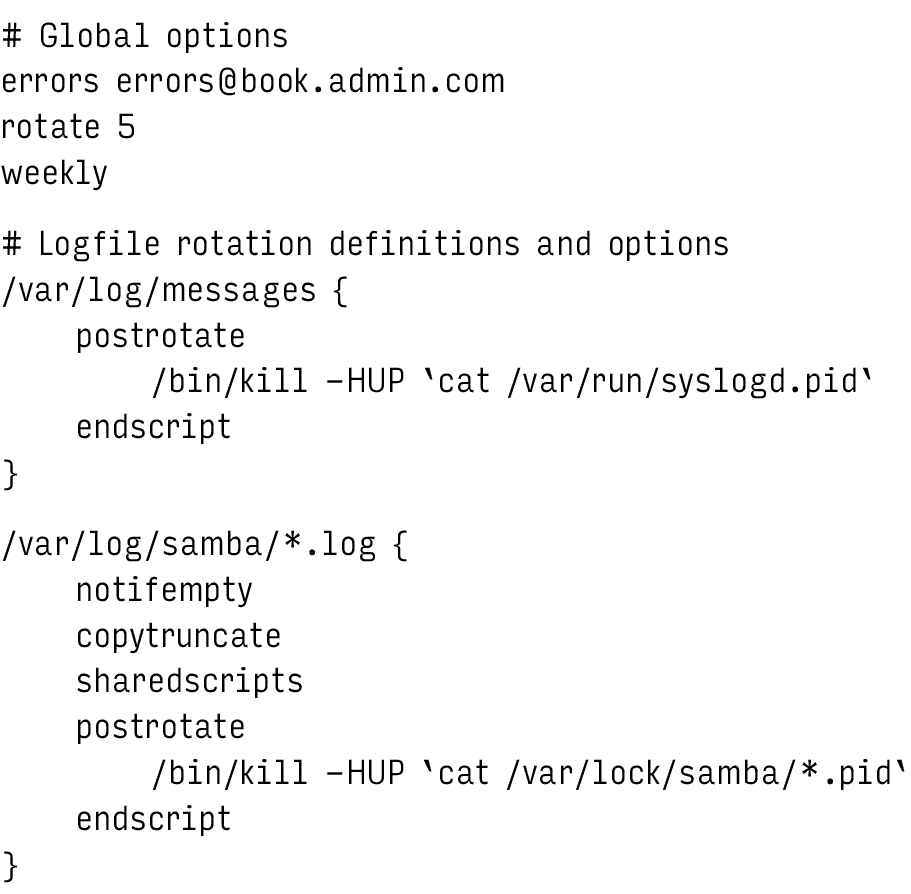 # Global options
errors errors@book.admin.com
rotate 5
weekly
# Logfile rotation definitions and options
/var/log/messages {
postrotate
/bin/kill -HUP `cat /var/run/syslogd.pid`
endscript
}
/var/log/samba/*.log {
notifempty
copytruncate
sharedscripts
postrotate
/bin/kill -HUP `cat /var/lock/samba/*.pid`
endscript
}